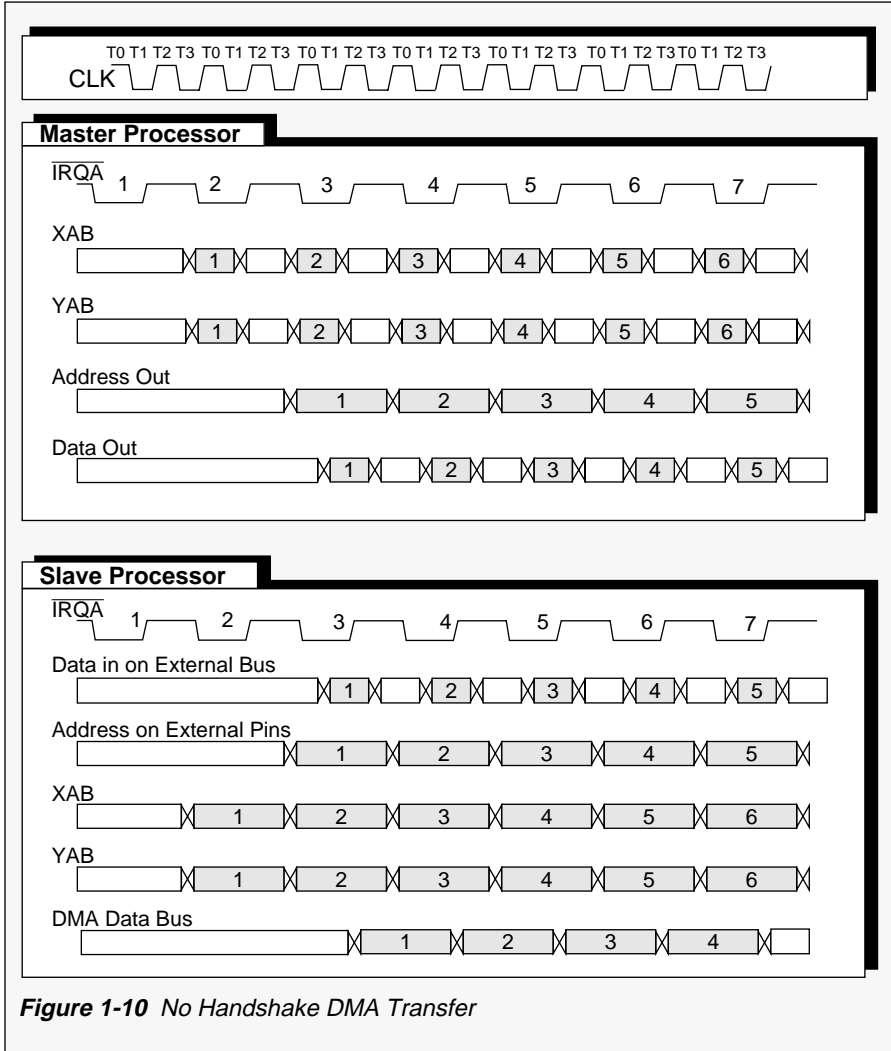 T0 T1 T2 T3 T0 T1 T2 T3 T0 T1 T2 T3 T0 T1 T2 T3 T0 T1 T2 T3 T0 T1 T2 T3 T0 T1 T2 T3
CLK
Master Processor
IRQA 1 2 3 4 5 6 7
XAB
1 2 3 4 5 6
YAB
1 2 3 4 5 6
Address Out
1 2 3 4 5
Data Out
1 2 3 4 5
Slave Processor
IRQA 1 2 3 4 5 6 7
Data in on External Bus
1 2 3 4 5
Address on External Pins
1 2 3 4 5
XAB
1 2 3 4 5 6
YAB
1 2 3 4 5 6
DMA Data Bus
1 2 3 4
Figure 1-10 No Handshake DMA Transfer